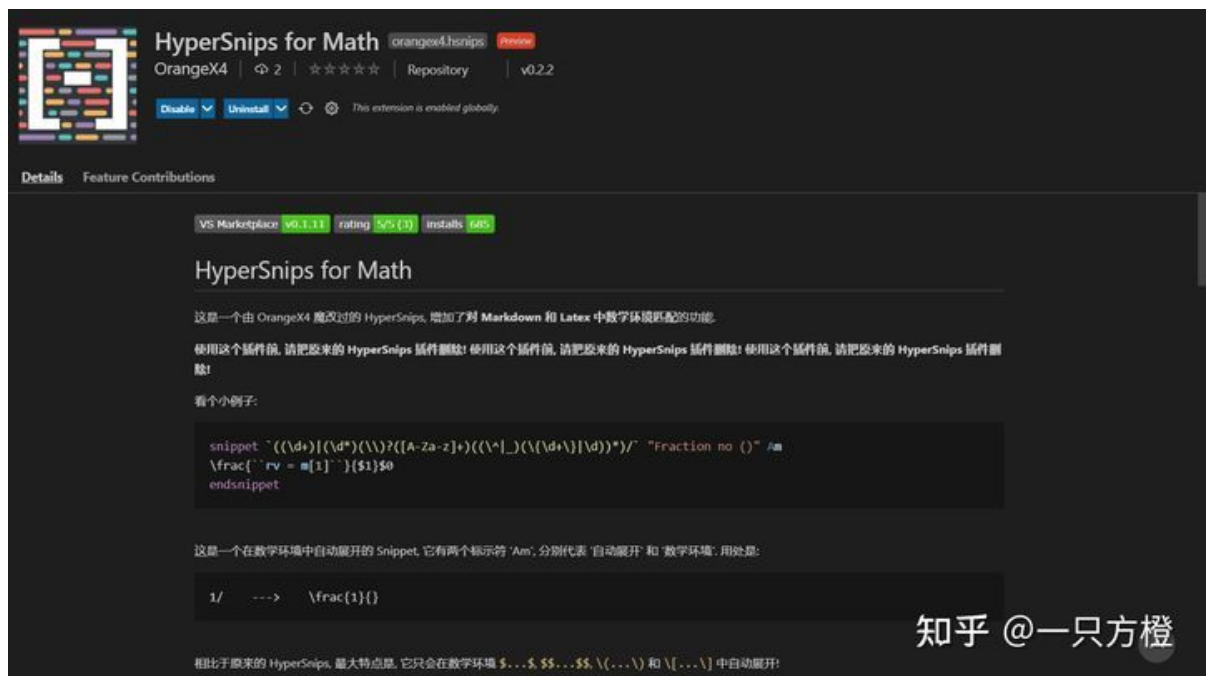 HyperSnips for Math orangex4.hsnips Preview
OrangeX4 | 2 | ☆☆☆☆☆ | Repository | v0.2.2
Disable Uninstall This extension is enabled globally.
Details Feature Contributions
VS Marketplace v0.1.11 rating 5/5 (3) installs 685
HyperSnips for Math
这是一个由 OrangeX4 魔改过的 HyperSnips, 增加了对 Markdown 和 Latex 中数学环境匹配的功能.
使用这个插件前, 请把原来的 HyperSnips 插件删除! 使用这个插件前, 请把原来的 HyperSnips 插件删除! 使用这个插件前, 请把原来的 HyperSnips 插件删
除!
看个小例子:
snippet `((\d+)|(\d*)(\\)?([A-Za-z]+)((\^|_)(\{\d+\}|\d))*)/` "Fraction no ()" Am
\frac{``rv = m[1]``}{$1}$0
endsnippet
这是一个在数学环境中自动展开的 Snippet, 它有两个标示符 'Am', 分别代表 '自动展开' 和 '数学环境'. 用处是:
1/ ---> \frac{1}{}
相比于原来的 HyperSnips, 最大特点是, 它只会在数学环境 $...$, $$...$$, \(...\) 和 \[...\] 中自动展开!
知乎 @一只方橙